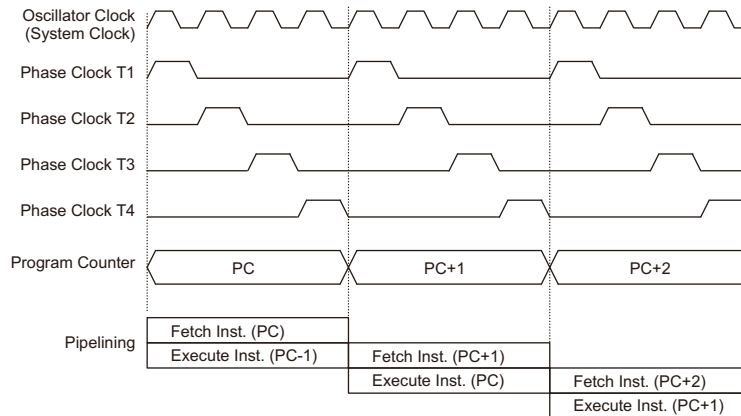 Oscillator Clock
(System Clock)
Phase Clock T1
Phase Clock T2
Phase Clock T3
Phase Clock T4
Program Counter
PC
PC+1
PC+2
Pipelining
Fetch Inst. (PC)
Execute Inst. (PC-1)
Fetch Inst. (PC+1)
Execute Inst. (PC)
Fetch Inst. (PC+2)
Execute Inst. (PC+1)